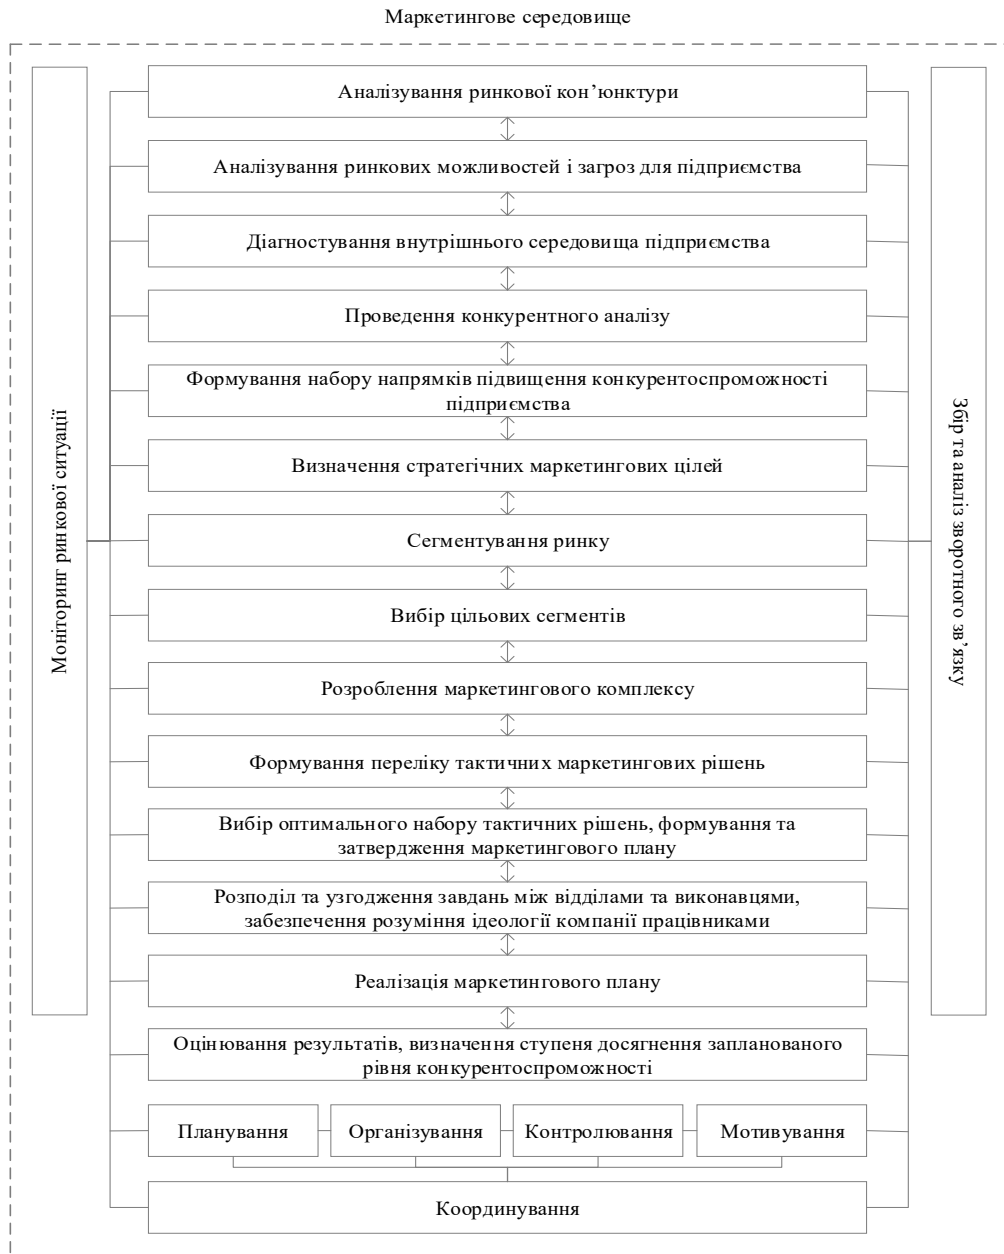 Маркетингове середовище
Моніторинг ринкової ситуації
Аналізування ринкової кон’юнктури
Аналізування ринкових можливостей і загроз для підприємства
Діагностування внутрішнього середовища підприємства
Проведення конкурентного аналізу
Формування набору напрямків підвищення конкурентоспроможності
підприємства
Визначення стратегічних маркетингових цілей
Сегментування ринку
Вибір цільових сегментів
Розроблення маркетингового комплексу
Формування переліку тактичних маркетингових рішень
Вибір оптимального набору тактичних рішень, формування та
затвердження маркетингового плану
Розподіл та узгодження завдань між відділами та виконавцями,
забезпечення розуміння ідеології компанії працівниками
Реалізація маркетингового плану
Оцінювання результатів, визначення ступеня досягнення запланованого
рівня конкурентоспроможності
Планування
Організування
Контролювання
Мотивування
Координування
Збір та аналіз зворотного зв’язку